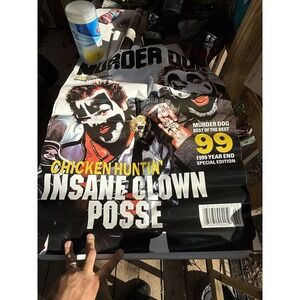 MURDER DOG
MURDER DOG
BEST OF THE BEST
99
1999 YEAR END
SPECIAL EDITION
CHICKEN HUNTIN'
INSANE CLOWN
POSSE